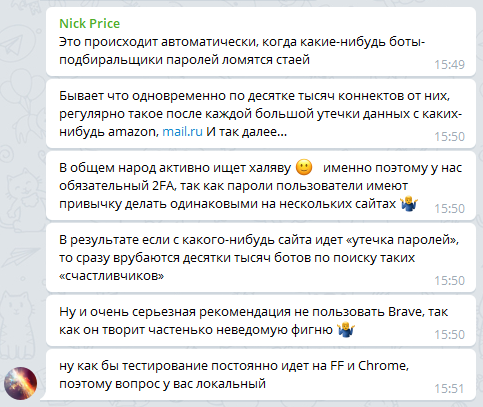 Nick Price
Это происходит автоматически, когда какие-нибудь боты-
подбиральщики паролей ломятся стаей
15:49
Бывает что одновременно по десятке тысяч коннектов от них,
регулярно такое после каждой большой утечки данных с каких-
нибудь amazon, mail.ru И так далее...
15:50
В общем народ активно ищет халяву 🙂 именно поэтому у нас
обязательный 2FA, так как пароли пользователи имеют
привычку делать одинаковыми на нескольких сайтах 🤷‍♂️
15:50
В результате если с какого-нибудь сайта идет «утечка паролей»,
то сразу врубаются десятки тысяч ботов по поиску таких
«счастливчиков»
15:50
Ну и очень серьезная рекомендация не пользовать Brave, так
как он творит частенько неведомую фигню 🤷‍♂️
15:50
ну как бы тестирование постоянно идет на FF и Chrome,
поэтому вопрос у вас локальный
15:51